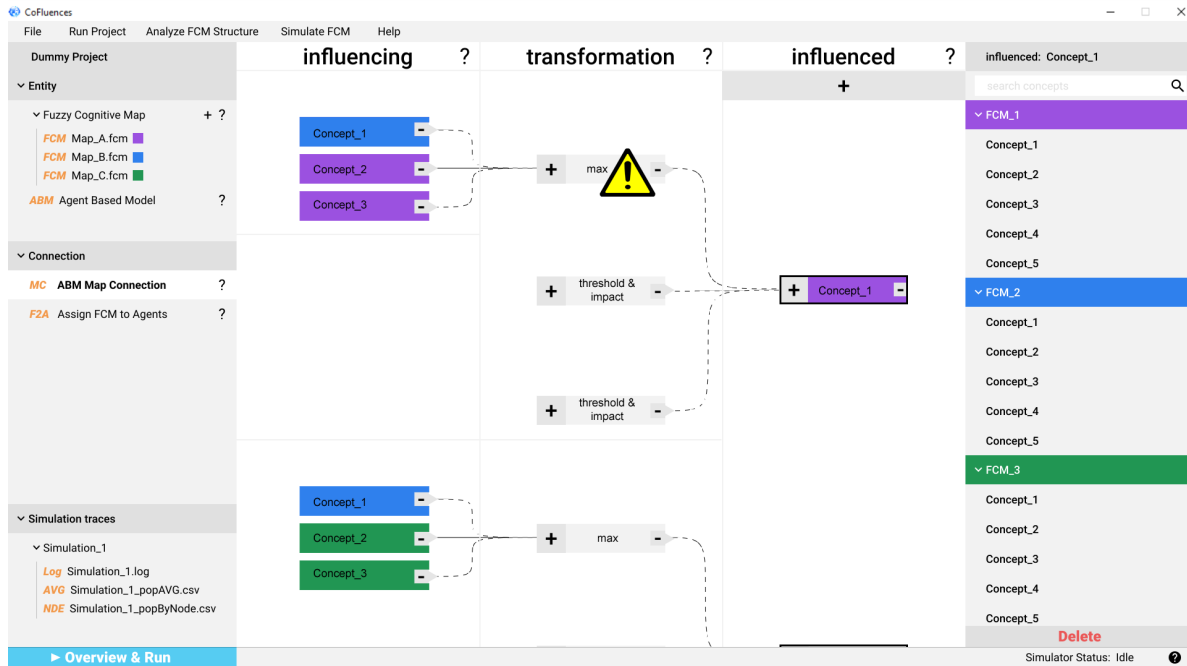 CoFluences
File Run Project Analyze FCM Structure Simulate FCM Help
Dummy Project
Entity
Fuzzy Cognitive Map + ?
FCM Map_A.fcm
FCM Map_B.fcm
FCM Map_C.fcm
ABM Agent Based Model ?
Connection
MC ABM Map Connection ?
F2A Assign FCM to Agents ?
Simulation traces
Simulation_1
Log Simulation_1.log
AVG Simulation_1_popAVG.csv
NDE Simulation_1_popByNode.csv
Overview & Run
influencing ?
Concept_1 -
Concept_2 -
Concept_3 -
Concept_1 -
Concept_2 -
Concept_3 -
transformation ?
+ max ! -
+ threshold &
impact -
+ threshold &
impact -
+ max -
influenced ?
+
+ Concept_1 -
influenced: Concept_1
search concepts
FCM_1
Concept_1
Concept_2
Concept_3
Concept_4
Concept_5
FCM_2
Concept_1
Concept_2
Concept_3
Concept_4
Concept_5
FCM_3
Concept_1
Concept_2
Concept_3
Concept_4
Concept_5
Delete
Simulator Status: Idle ?